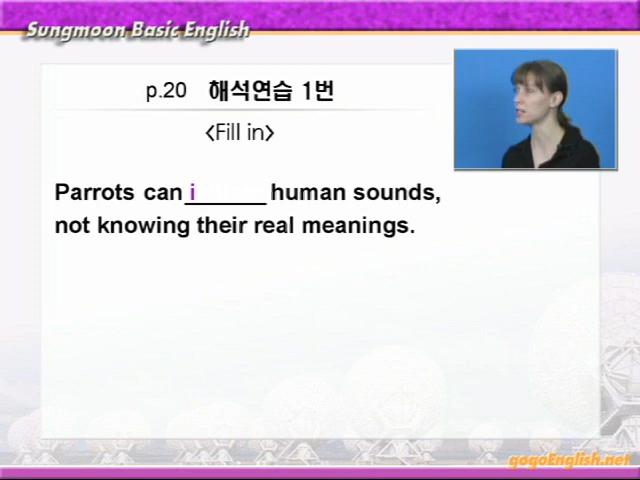 Sungmoon Basic English
p.20 해석연습 1번
<Fill in>
Parrots can i______ human sounds,
not knowing their real meanings.
gogoEnglish.net